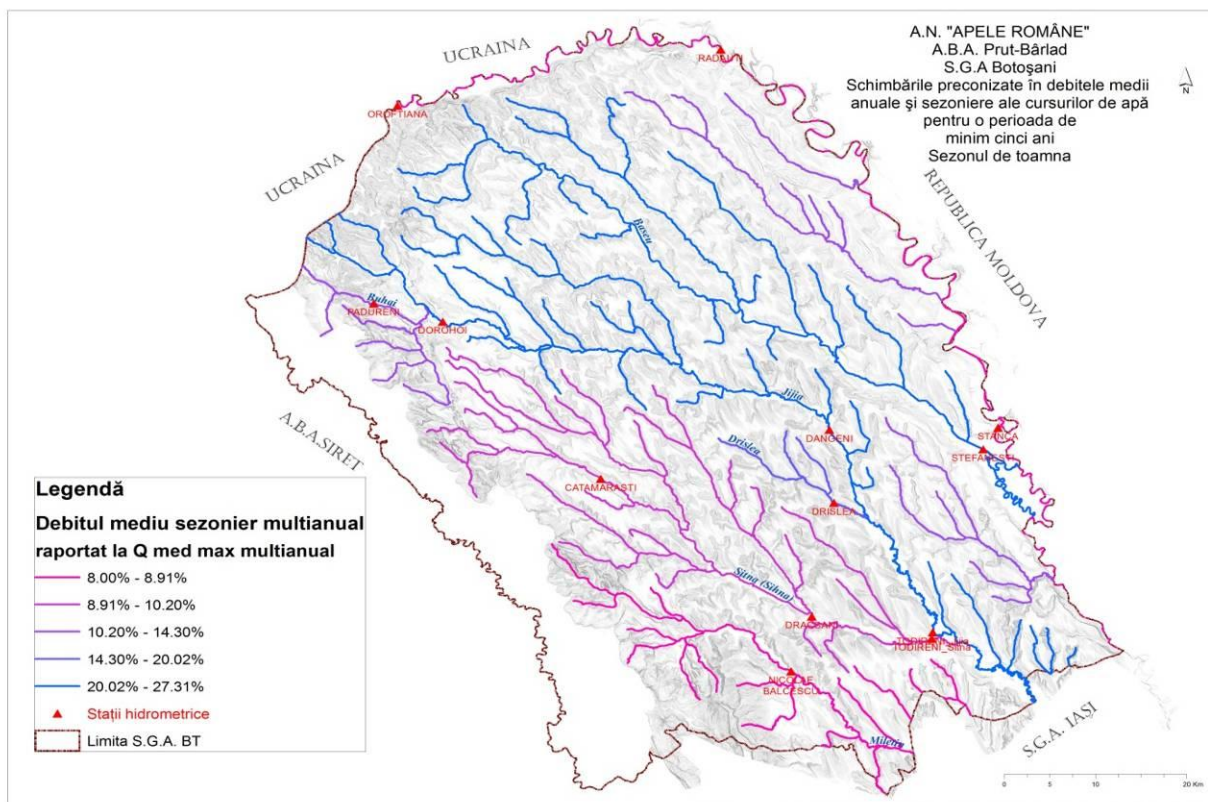 A.N. "APELE ROMÂNE"
A.B.A. Prut-Bârlad
S.G.A Botoşani
Schimbările preconizate în debitele medii
anuale şi sezoniere ale cursurilor de apă
pentru o perioada de
minim cinci ani
Sezonul de toamna
N
UCRAINA
RADAUTI
OROFTIANA
UCRAINA
REPUBLICA MOLDOVA
Baseu
Buhai
PADURENI
DOROHOI
A.B.A.SIRET
Jijia
DANGENI
STANCA
STEFANESTI
Drislea
CATAMARASTI
DRISLEA
Sitna (Sihna)
DRACSANI
TODIRENI_Sitna
NICOLAE
BALCESCU
Miletin
S.G.A. IAŞI
Legendă
Debitul mediu sezonier multianual
raportat la Q med max multianual
8.00% - 8.91%
8.91% - 10.20%
10.20% - 14.30%
14.30% - 20.02%
20.02% - 27.31%
Staţii hidrometrice
Limita S.G.A. BT
0 5 10 20 Km